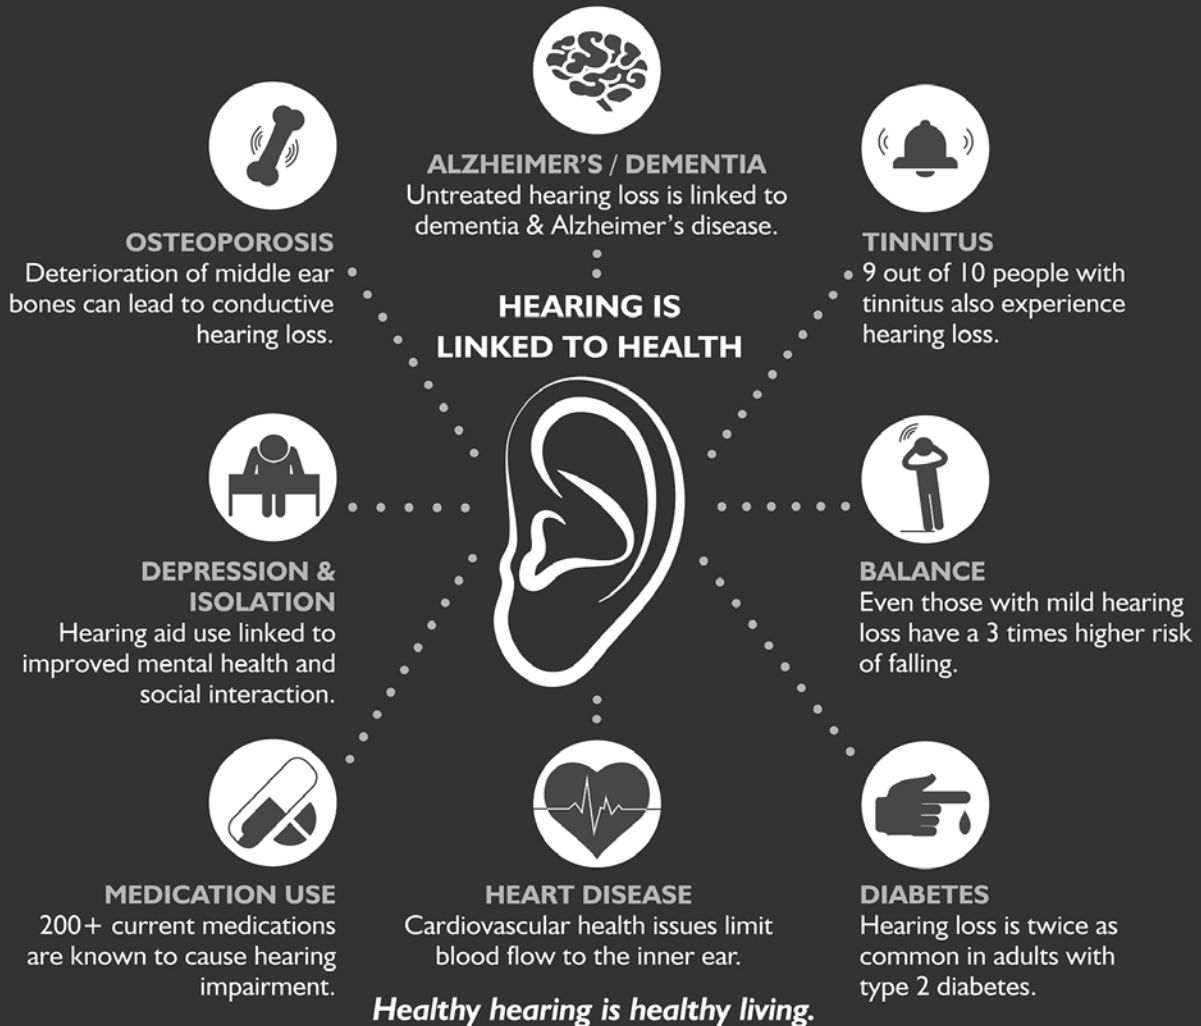 ALZHEIMER'S / DEMENTIA
Untreated hearing loss is linked to
dementia & Alzheimer's disease.
OSTEOPOROSIS
Deterioration of middle ear
bones can lead to conductive
hearing loss.
TINNITUS
9 out of 10 people with
tinnitus also experience
hearing loss.
HEARING IS
LINKED TO HEALTH
DEPRESSION &
ISOLATION
Hearing aid use linked to
improved mental health and
social interaction.
BALANCE
Even those with mild hearing
loss have a 3 times higher risk
of falling.
MEDICATION USE
200+ current medications
are known to cause hearing
impairment.
HEART DISEASE
Cardiovascular health issues limit
blood flow to the inner ear.
DIABETES
Hearing loss is twice as
common in adults with
type 2 diabetes.
Healthy hearing is healthy living.